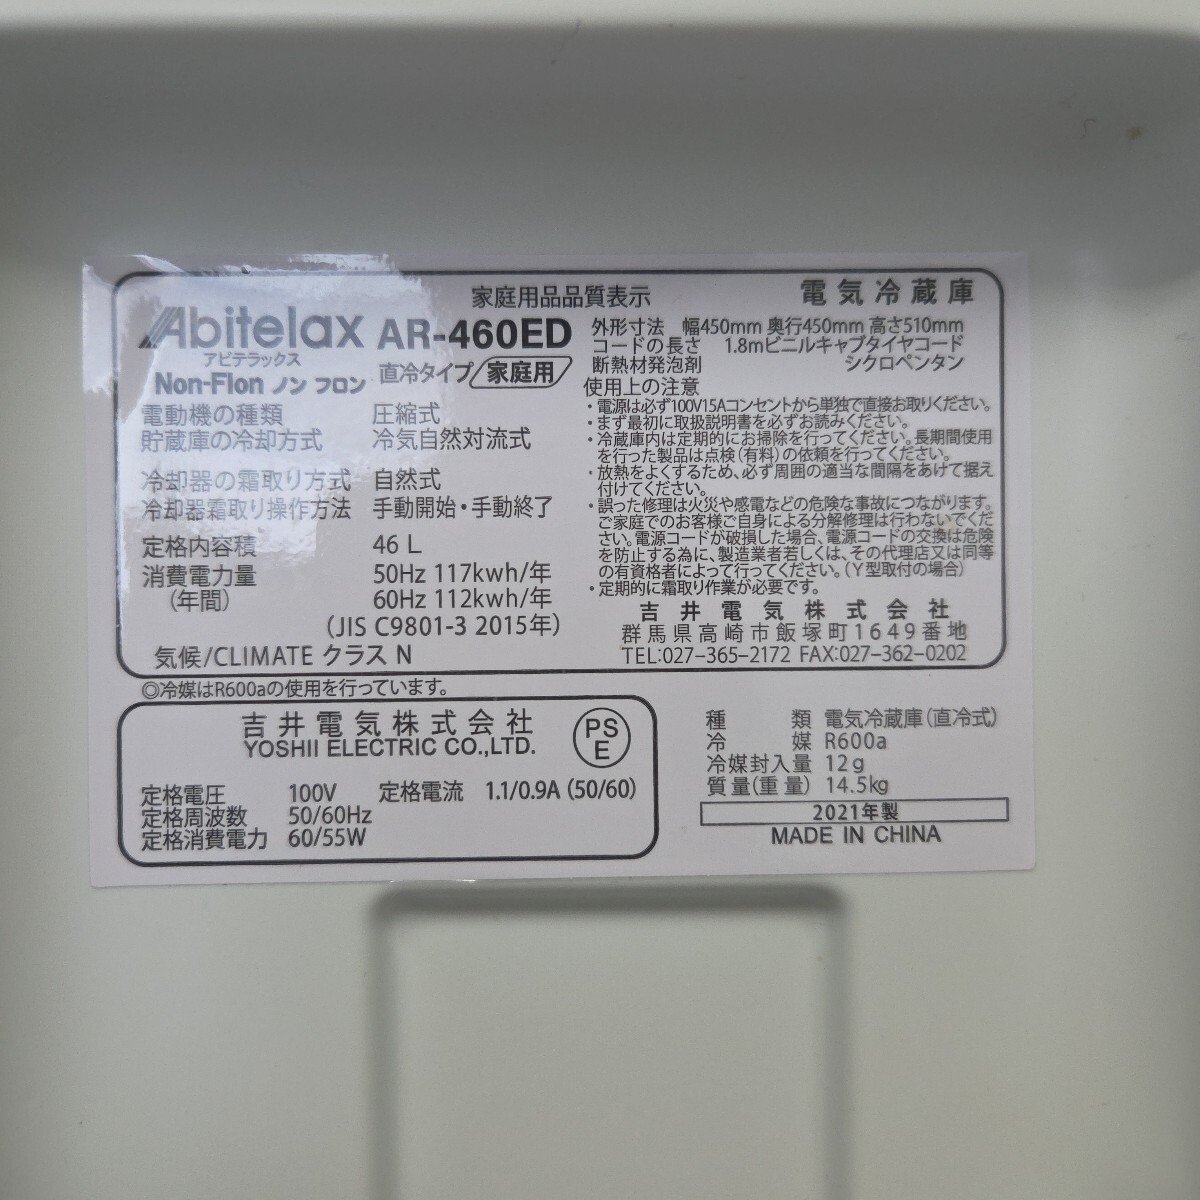 家庭用品品質表示
電気冷蔵庫
Abitelax AR-460ED
アビテラックス
Non-Flon ノン フロン 直冷タイプ 家庭用
電動機の種類 圧縮式
貯蔵庫の冷却方式 冷気自然対流式
冷却器の霜取り方式 自然式
冷却器霜取り操作方法 手動開始・手動終了
定格内容積 46 L
消費電力量 50Hz 117kwh/年
(年間) 60Hz 112kwh/年
(JIS C9801-3 2015年)
気候/CLIMATE クラス N
外形寸法 幅450mm 奥行450mm 高さ510mm
コードの長さ 1.8mビニルキャブタイヤコード
断熱材発泡剤 シクロペンタン
使用上の注意
・電源は必ず100V15Aコンセントから単独で直接お取りください。
・まず最初に取扱説明書を必ずお読みください。
・冷蔵庫内は定期的にお掃除を行ってください。長期間使用
を行った製品は点検(有料)の依頼を行ってください。
・放熱をよくするため、必ず周囲の適当な間隔をあけて据え
付けてください。
・誤った修理は火災や感電などの危険な事故につながります。
ご家庭でのお客様ご自身による分解修理は行わないでくだ
さい。電源コードが破損した場合、電源コードの交換は危険
を防止する為に、製造業者若しくは、その代理店又は同等
の有資格者によって行ってください。(Y型取付の場合)
・定期的に霜取り作業が必要です。
吉井電気株式会社
群馬県高崎市飯塚町1649番地
TEL:027-365-2172 FAX:027-362-0202
◎冷媒はR600aの使用を行っています。
吉井電気株式会社
YOSHII ELECTRIC CO.,LTD.
PS
E
定格電圧 100V 定格電流 1.1/0.9A (50/60)
定格周波数 50/60Hz
定格消費電力 60/55W
種類 電気冷蔵庫(直冷式)
冷媒 R600a
冷媒封入量 12g
質量(重量) 14.5kg
2021年製
MADE IN CHINA